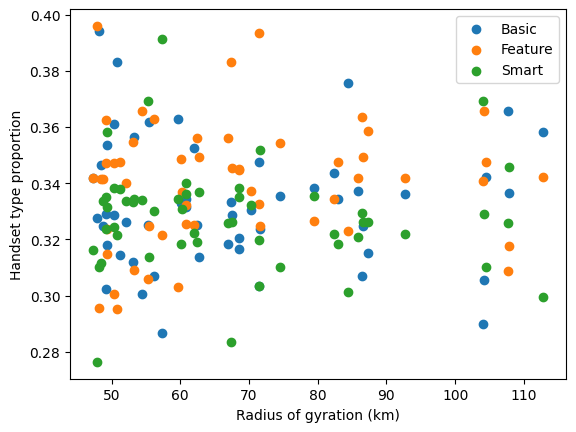 0.40
0.38
0.36
0.34
0.32
0.30
0.28
Handset type proportion
Basic
Feature
Smart
50 60 70 80 90 100 110
Radius of gyration (km)